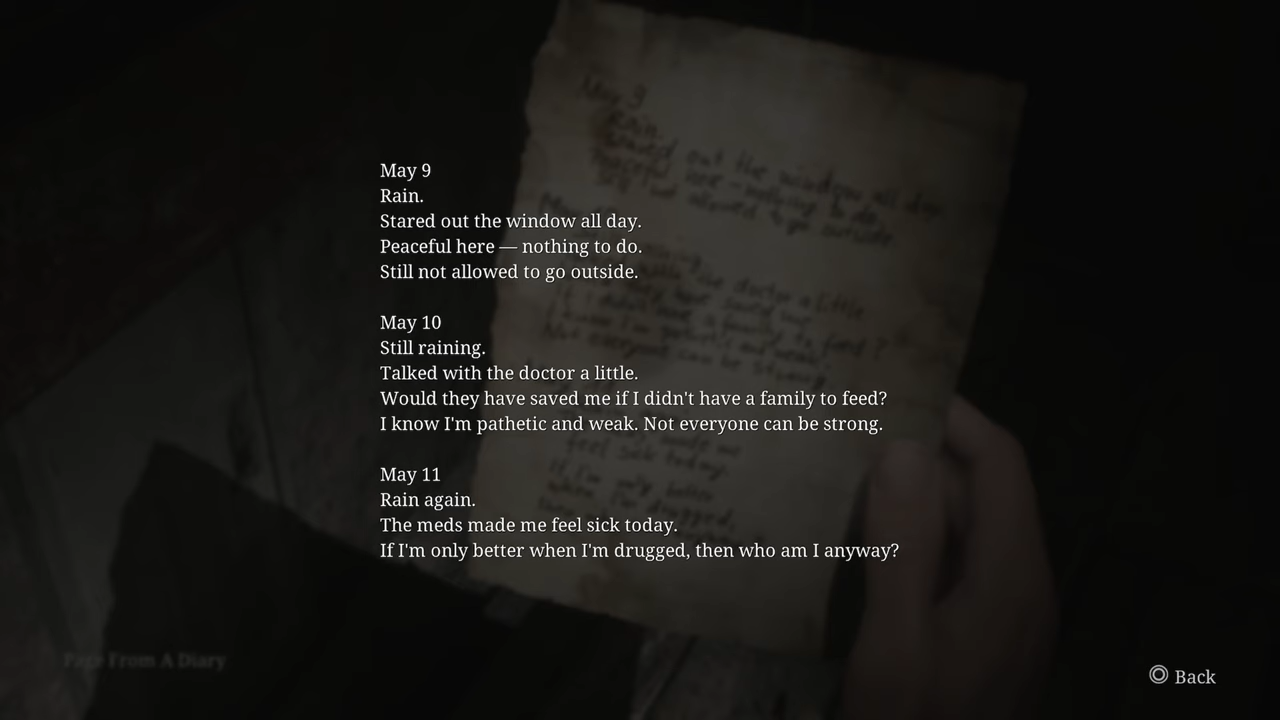 May 9
Rain.
Stared out the window all day.
Peaceful here — nothing to do.
Still not allowed to go outside.
May 10
Still raining.
Talked with the doctor a little.
Would they have saved me if I didn't have a family to feed?
I know I'm pathetic and weak. Not everyone can be strong.
May 11
Rain again.
The meds made me feel sick today.
If I'm only better when I'm drugged, then who am I anyway?
Page From A Diary
Back